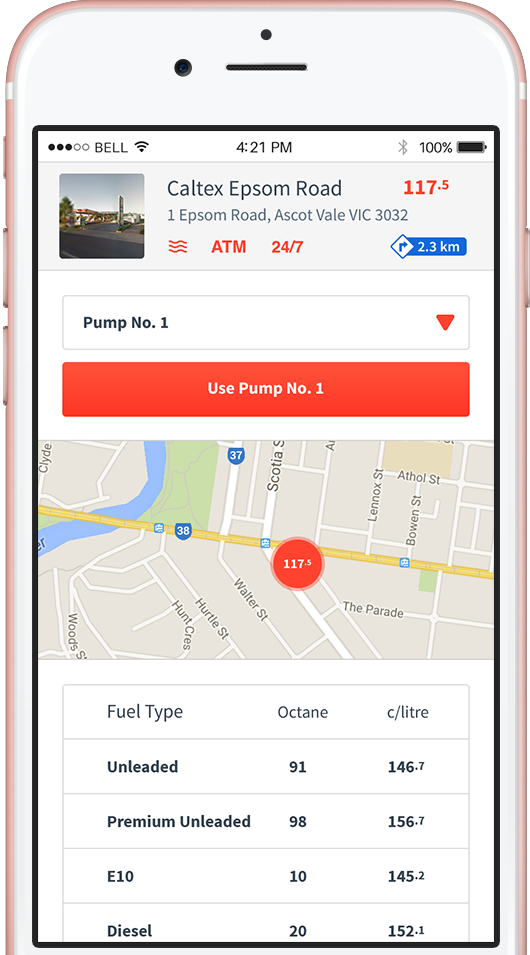 BELL 4:21 PM 100%
Caltex Epsom Road 117.5
1 Epsom Road, Ascot Vale VIC 3032
ATM 24/7 2.3 km
Pump No. 1
Use Pump No. 1
Clyde
37
Scotia S
Athol St
Lennox St
Bowen St
38
er
117.5
Walter St
The Parade
Hurtle St
Hunt Cres
Woods St
Fuel Type Octane c/litre
Unleaded 91 146.7
Premium Unleaded 98 156.7
E10 10 145.2
Diesel 20 152.1